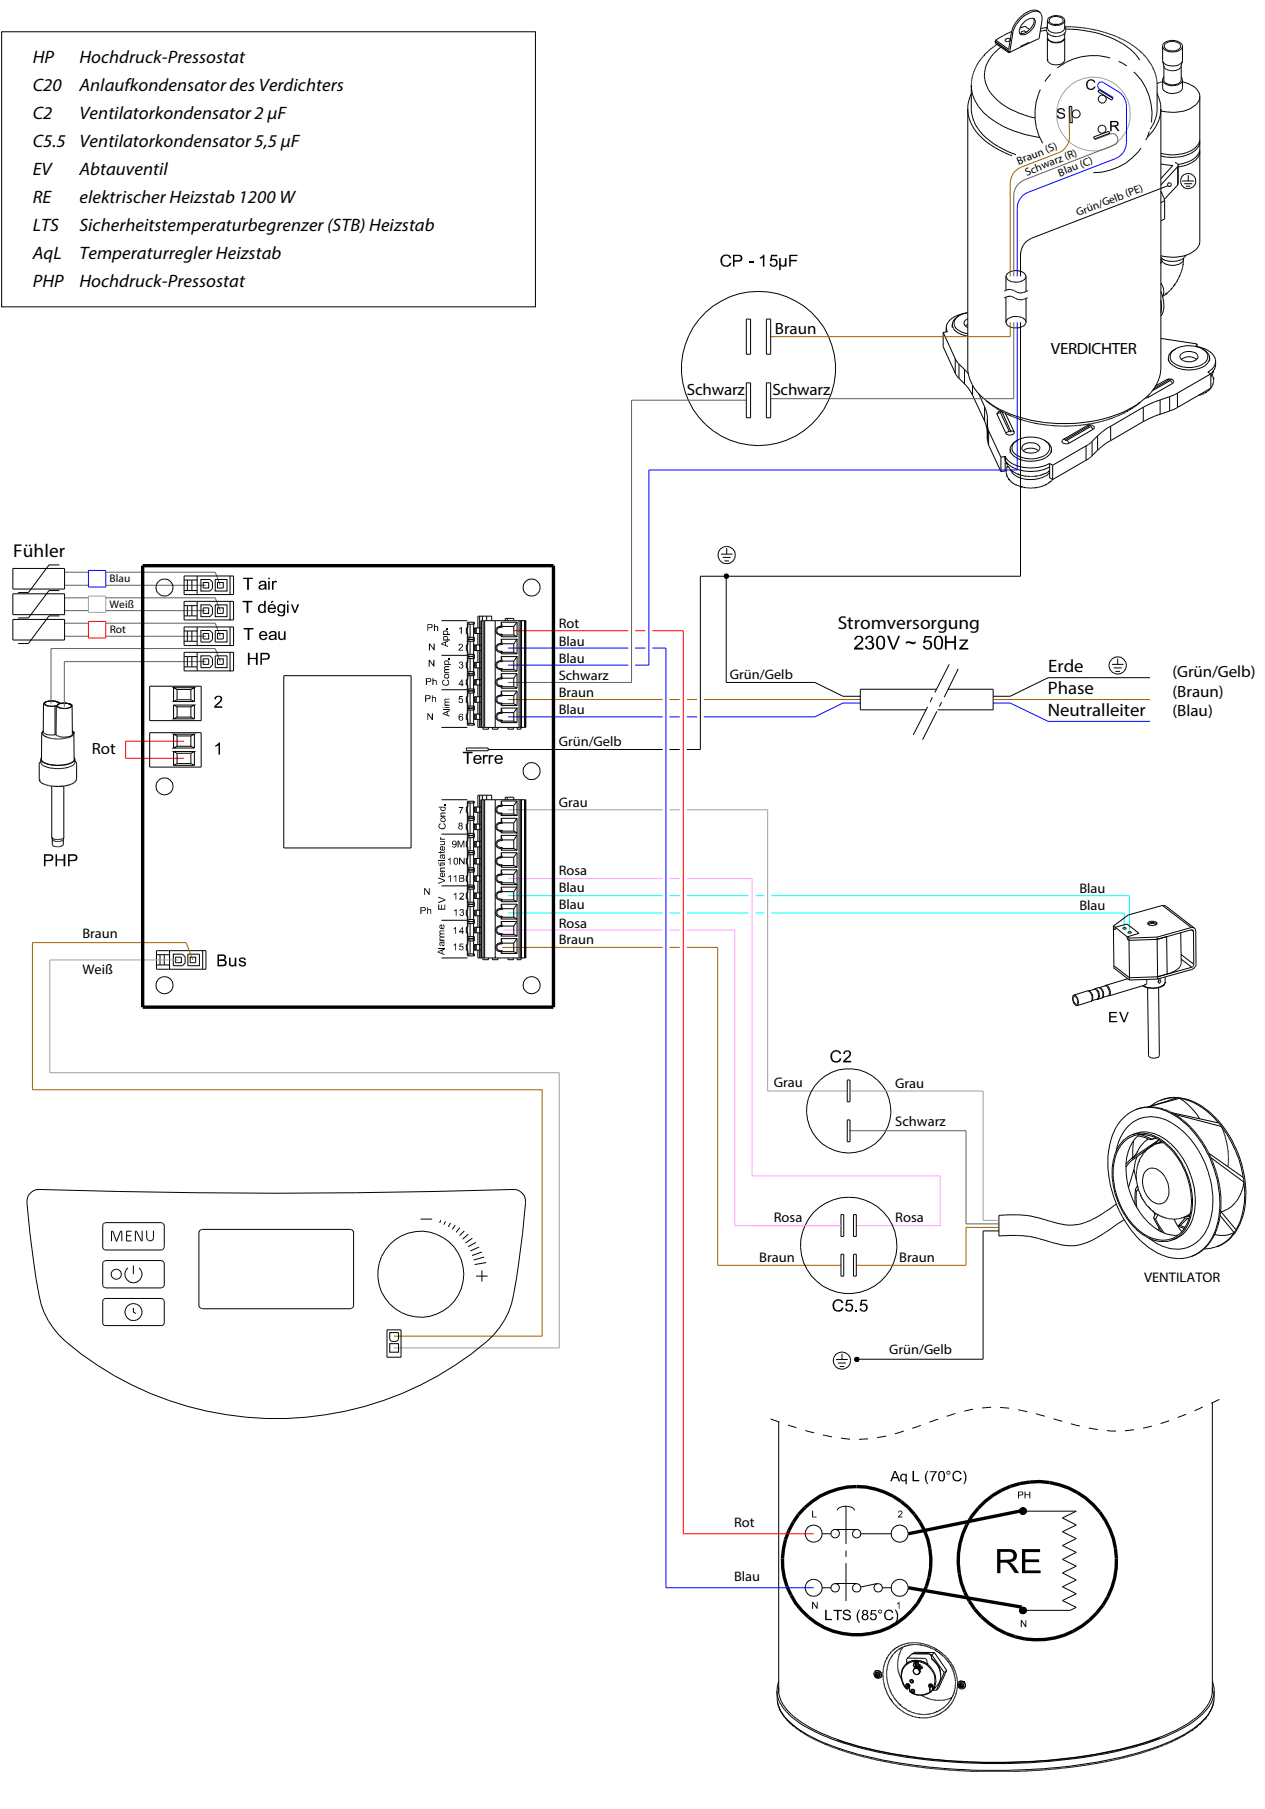 HP Hochdruck-Pressostat
C20 Anlaufkondensator des Verdichters
C2 Ventilatorkondensator 2 µF
C5.5 Ventilatorkondensator 5,5 µF
EV Abtauventil
RE elektrischer Heizstab 1200 W
LTS Sicherheitstemperaturbegrenzer (STB) Heizstab
AqL Temperaturregler Heizstab
PHP Hochdruck-Pressostat
C
S
R
Braun (S)
Schwarz (R)
Blau (C)
Grün/Gelb (PE)
VERDICHTER
CP - 15µF
Braun
Schwarz
Schwarz
Fühler
Blau
Weiß
Rot
T air
T dégiv
T eau
HP
2
1
Rot
PHP
Ph 1
N 2
N 3
Ph 4
Ph 5
N 6
App.
Comp.
Alim
Rot
Blau
Blau
Schwarz
Braun
Blau
Terre
Grün/Gelb
Grün/Gelb
Stromversorgung
230V ~ 50Hz
Erde (Grün/Gelb)
Phase (Braun)
Neutralleiter (Blau)
7
8
9M
10N
11B
N 12
Ph 13
14
15
Cond.
Ventilateur
EV
Alarme
Grau
Rosa
Blau
Blau
Rosa
Braun
Blau
Blau
EV
Braun
Weiß
Bus
C2
Grau
Grau
Schwarz
Rosa
Rosa
Braun
Braun
C5.5
VENTILATOR
Grün/Gelb
MENU
Aq L (70°C)
Rot
Blau
L
2
N
1
LTS (85°C)
PH
RE
N